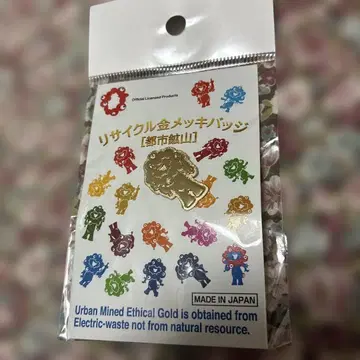 Official Licensed Products
リサイクル金メッキバッジ
[都市鉱山]
MADE IN JAPAN
Urban Mined Ethical Gold is obtained from
Electric-waste not from natural resource.